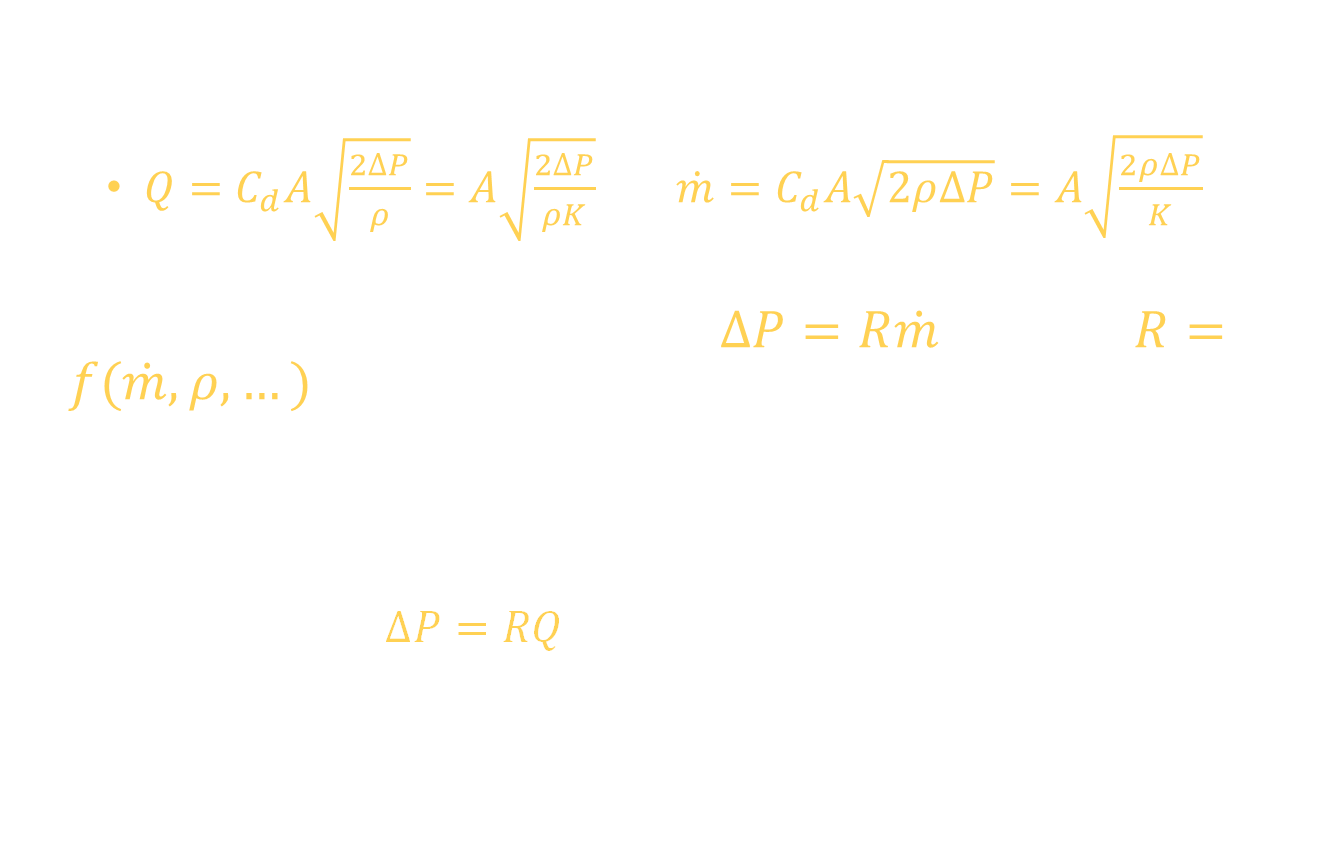 • Q = C_d A√(2ΔP/ρ) = A√(2ΔP/(ρK)) ṁ = C_d A√(2ρΔP) = A√(2ρΔP/K)
ΔP = Rṁ R =
f(ṁ, ρ, … )
ΔP = RQ